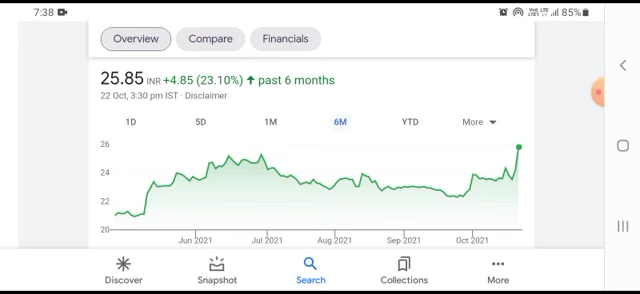 7:38
85%
Overview Compare Financials
25.85 INR +4.85 (23.10%) past 6 months
22 Oct, 3:30 pm IST · Disclaimer
1D 5D 1M 6M YTD More
26
24
22
20
Jun 2021 Jul 2021 Aug 2021 Sep 2021 Oct 2021
Discover Snapshot Search Collections More